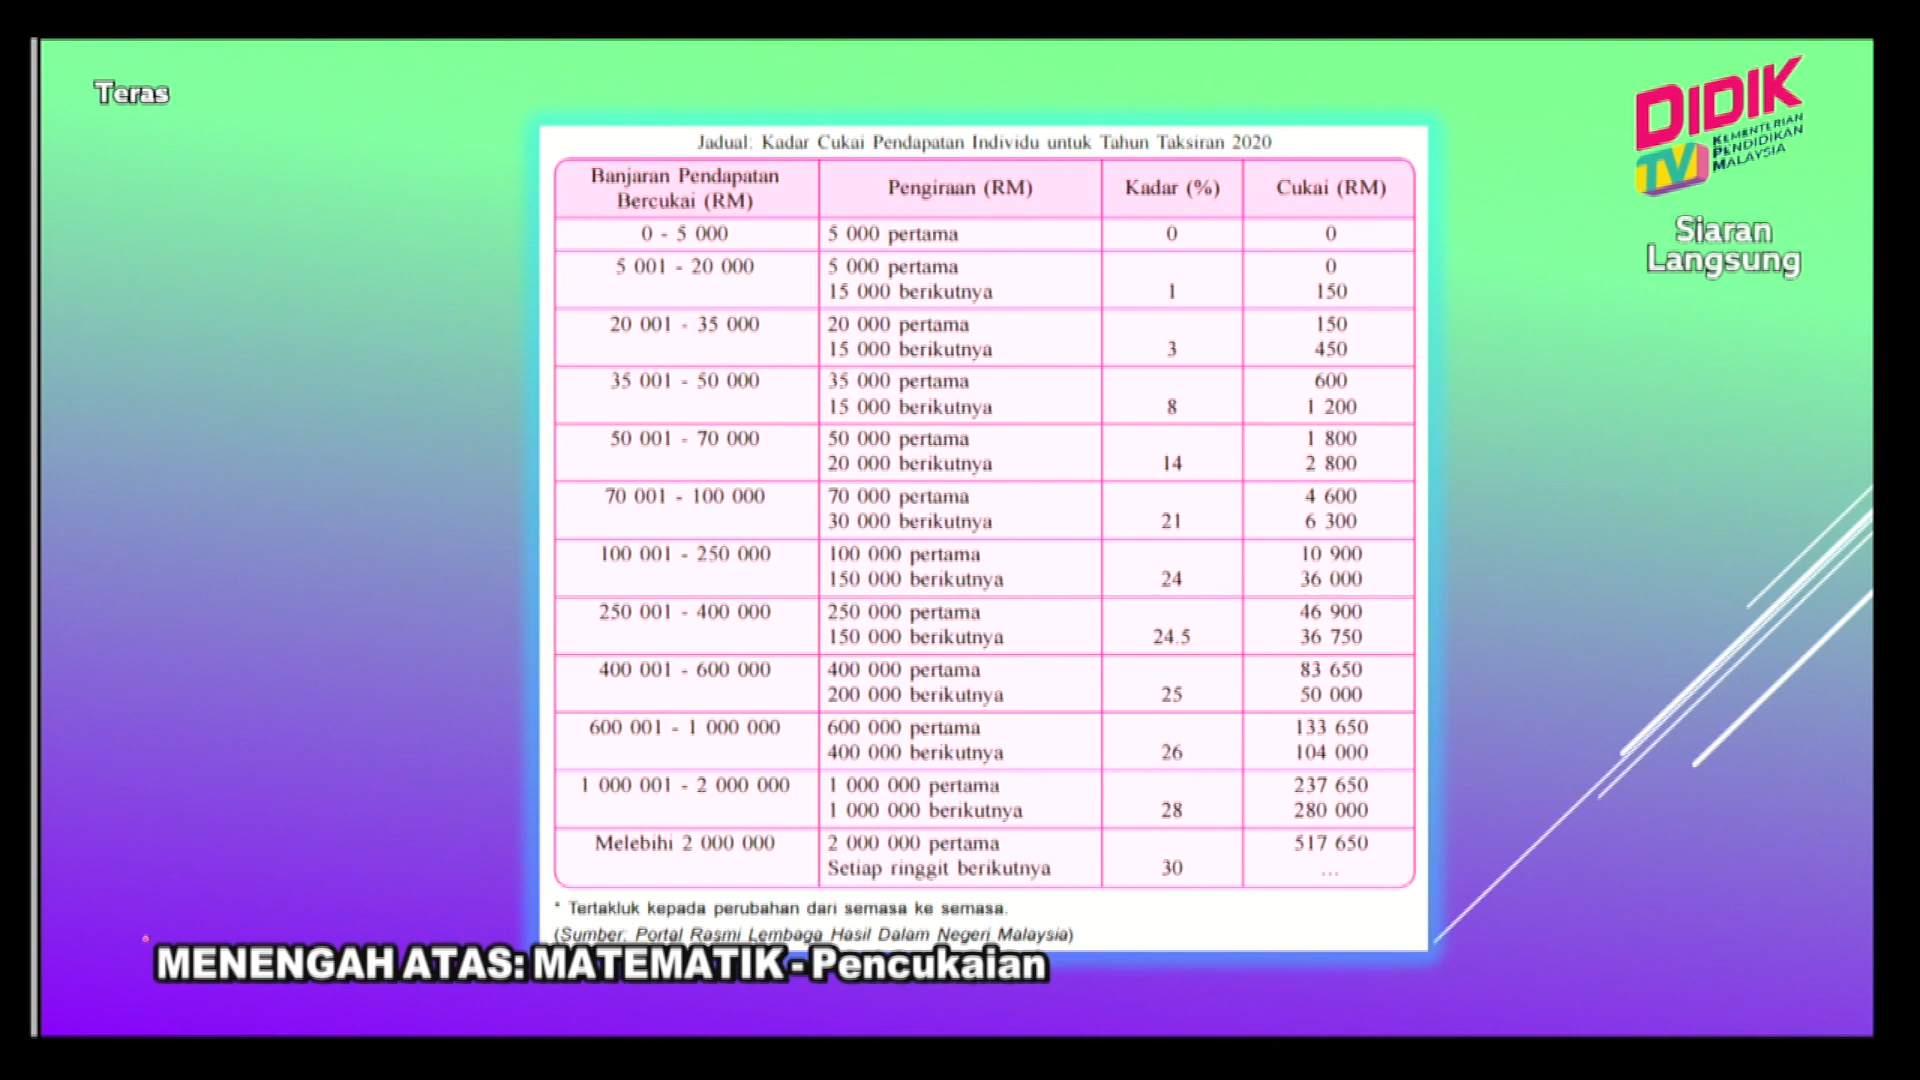 Teras
DIDIK
TV
KEMENTERIAN
PENDIDIKAN
MALAYSIA
Siaran
Langsung
Jadual: Kadar Cukai Pendapatan Individu untuk Tahun Taksiran 2020
Banjaran Pendapatan Bercukai (RM) Pengiraan (RM) Kadar (%) Cukai (RM)
0 - 5 000 5 000 pertama 0 0
5 001 - 20 000 5 000 pertama 0
15 000 berikutnya 1 150
20 001 - 35 000 20 000 pertama 150
15 000 berikutnya 3 450
35 001 - 50 000 35 000 pertama 600
15 000 berikutnya 8 1 200
50 001 - 70 000 50 000 pertama 1 800
20 000 berikutnya 14 2 800
70 001 - 100 000 70 000 pertama 4 600
30 000 berikutnya 21 6 300
100 001 - 250 000 100 000 pertama 10 900
150 000 berikutnya 24 36 000
250 001 - 400 000 250 000 pertama 46 900
150 000 berikutnya 24.5 36 750
400 001 - 600 000 400 000 pertama 83 650
200 000 berikutnya 25 50 000
600 001 - 1 000 000 600 000 pertama 133 650
400 000 berikutnya 26 104 000
1 000 001 - 2 000 000 1 000 000 pertama 237 650
1 000 000 berikutnya 28 280 000
Melebihi 2 000 000 2 000 000 pertama 517 650
Setiap ringgit berikutnya 30 ...
* Tertakluk kepada perubahan dari semasa ke semasa.
(Sumber: Portal Rasmi Lembaga Hasil Dalam Negeri Malaysia)
MENENGAH ATAS: MATEMATIK - Pencukaian